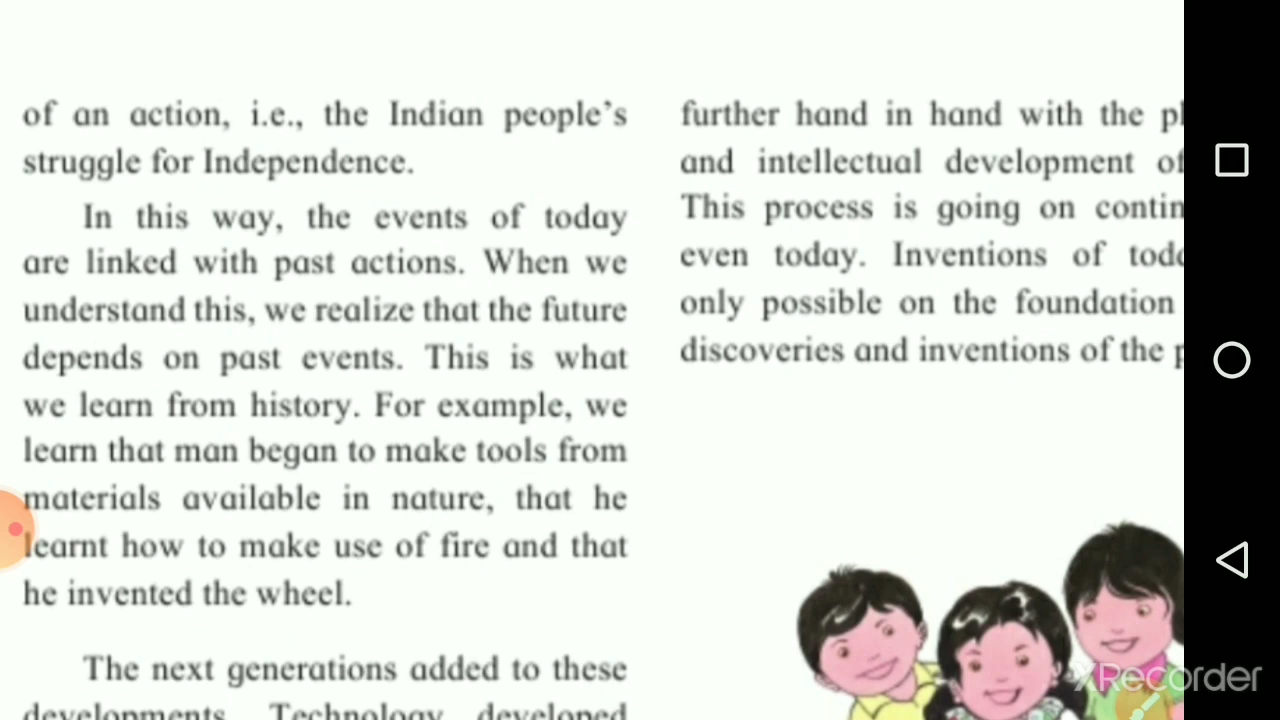 of an action, i.e., the Indian people's
struggle for Independence.
In this way, the events of today
are linked with past actions. When we
understand this, we realize that the future
depends on past events. This is what
we learn from history. For example, we
learn that man began to make tools from
materials available in nature, that he
learnt how to make use of fire and that
he invented the wheel.
The next generations added to these
developments. Technology developed
further hand in hand with the
and intellectual development of
This process is going on
even today. Inventions of
only possible on the foundation
discoveries and inventions of the
XRecorder